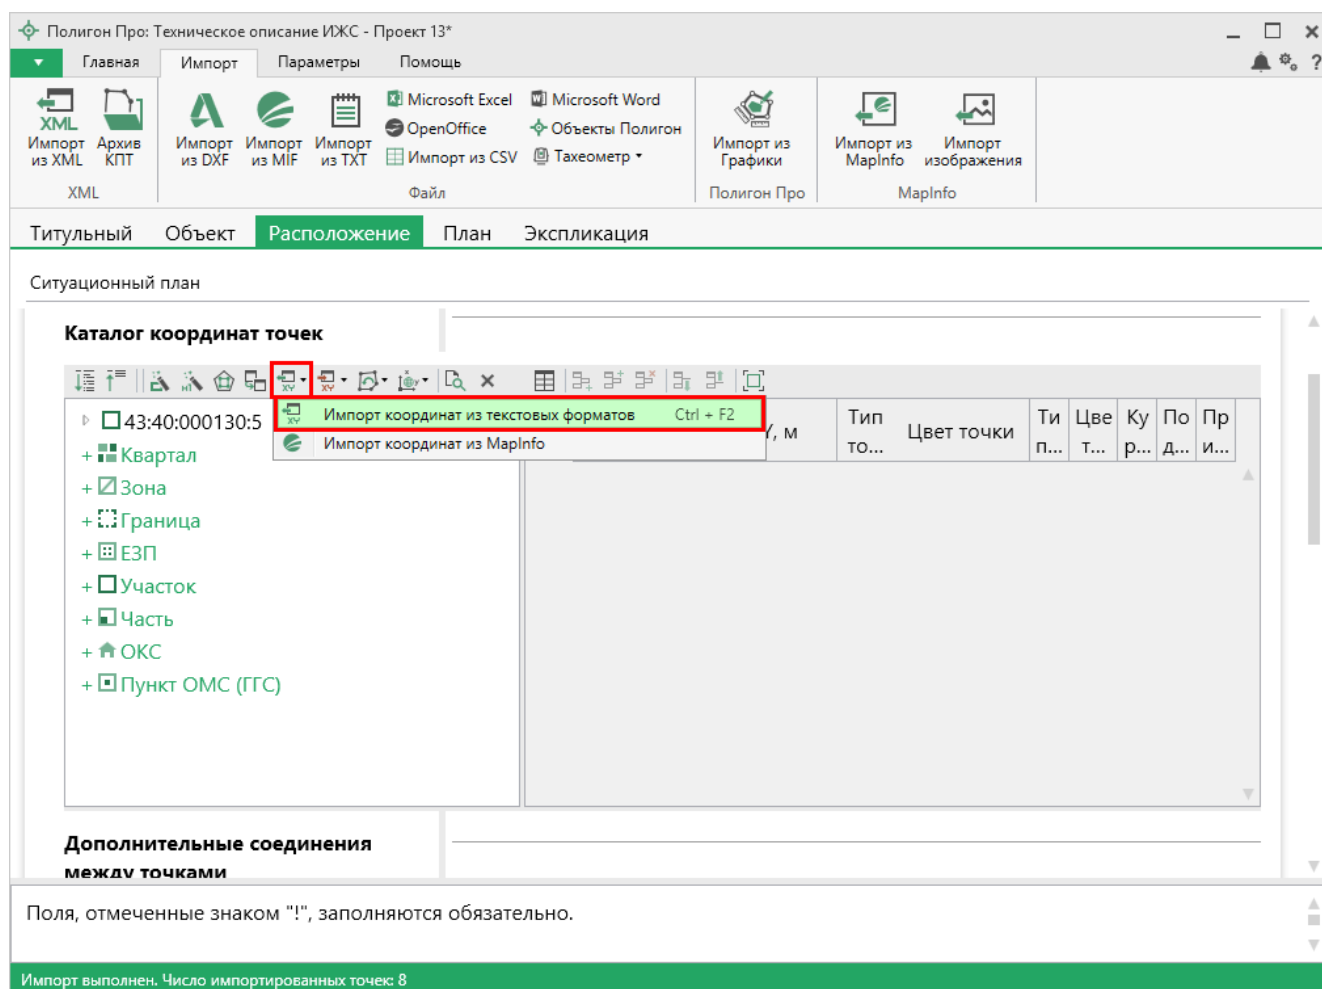 Полигон Про: Техническое описание ИЖС - Проект 13*
Главная Импорт Параметры Помощь ?
XML
Импорт из XML
Архив КПТ
Импорт из DXF
Импорт из MIF
Импорт из TXT
Microsoft Excel
OpenOffice
Импорт из CSV
Microsoft Word
Объекты Полигон
Тахеометр
Импорт из Графики
Импорт из MapInfo
Импорт изображения
XML Файл Полигон Про MapInfo
Титульный Объект Расположение План Экспликация
Ситуационный план
Каталог координат точек
Импорт координат из текстовых форматов Ctrl + F2
Импорт координат из MapInfo
Y, м
Тип то...
Цвет точки
Ти п...
Цве т...
Ку р...
По д...
Пр и...
43:40:000130:5
+ Квартал
+ Зона
+ Граница
+ ЕЗП
+ Участок
+ Часть
+ ОКС
+ Пункт ОМС (ГГС)
Дополнительные соединения
между точками
Поля, отмеченные знаком "!", заполняются обязательно.
Импорт выполнен. Число импортированных точек: 8